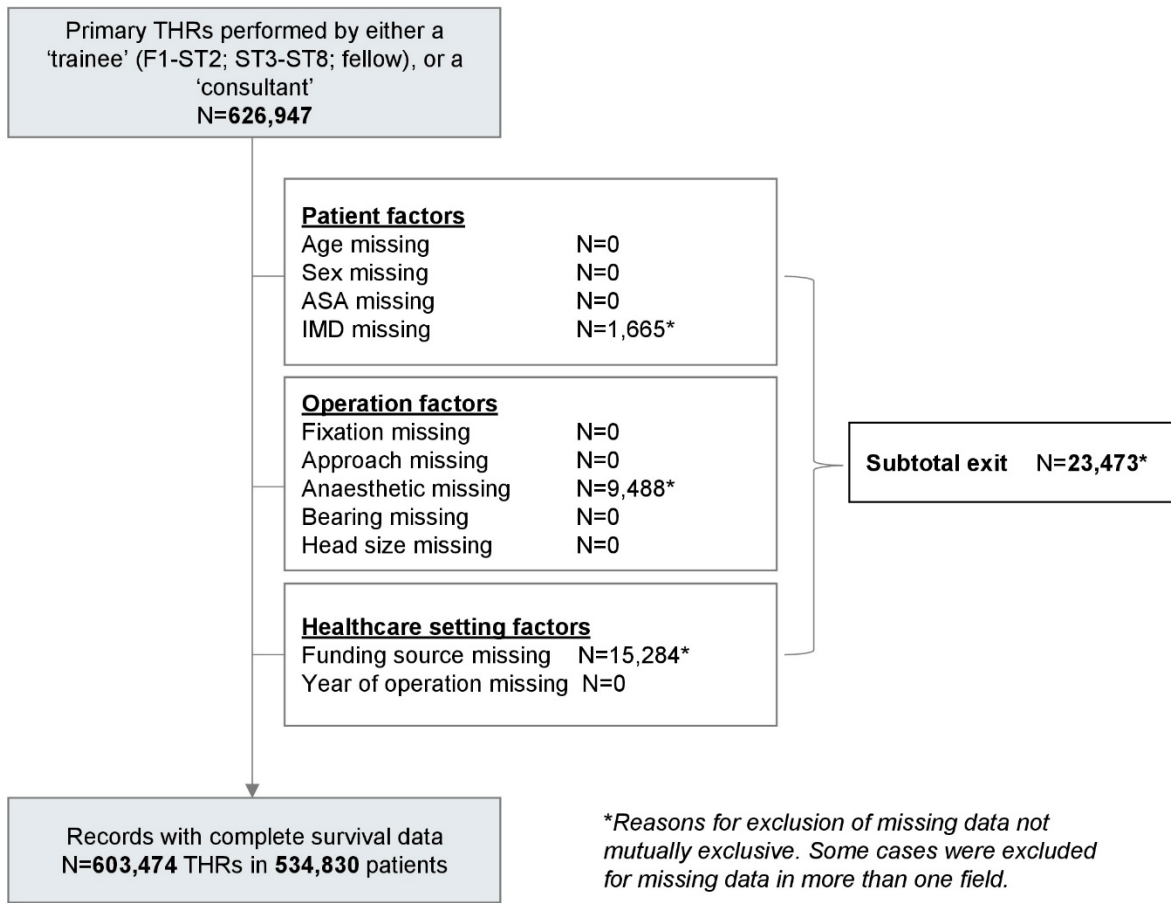 Primary THRs performed by either a
‘trainee’ (F1-ST2; ST3-ST8; fellow), or a
‘consultant’
N=626,947
Patient factors
Age missing N=0
Sex missing N=0
ASA missing N=0
IMD missing N=1,665*
Operation factors
Fixation missing N=0
Approach missing N=0
Anaesthetic missing N=9,488*
Bearing missing N=0
Head size missing N=0
Subtotal exit N=23,473*
Healthcare setting factors
Funding source missing N=15,284*
Year of operation missing N=0
Records with complete survival data
N=603,474 THRs in 534,830 patients
*Reasons for exclusion of missing data not
mutually exclusive. Some cases were excluded
for missing data in more than one field.